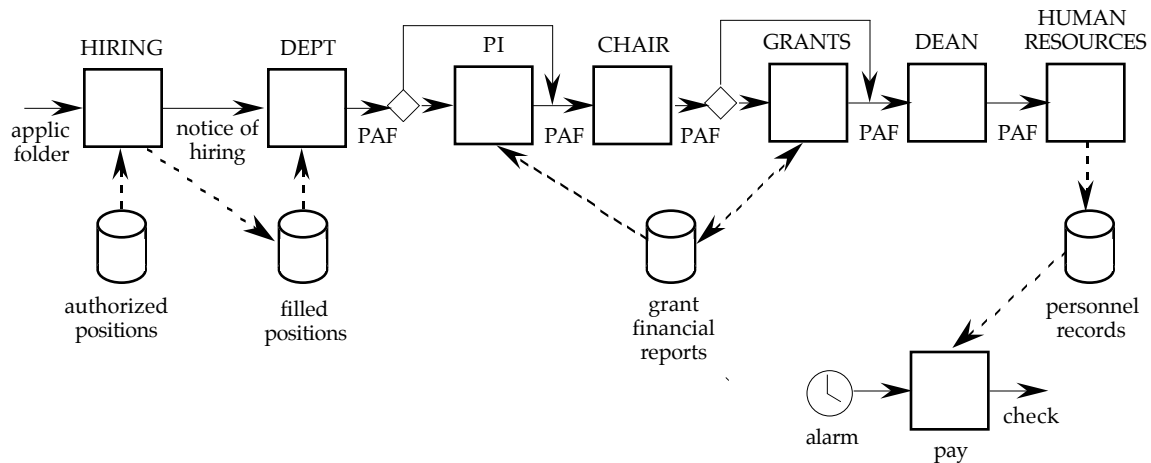 HIRING
DEPT
PI
CHAIR
GRANTS
DEAN
HUMAN
RESOURCES
applic
folder
notice of
hiring
PAF
PAF
PAF
PAF
PAF
authorized
positions
filled
positions
grant
financial
reports
personnel
records
alarm
pay
check